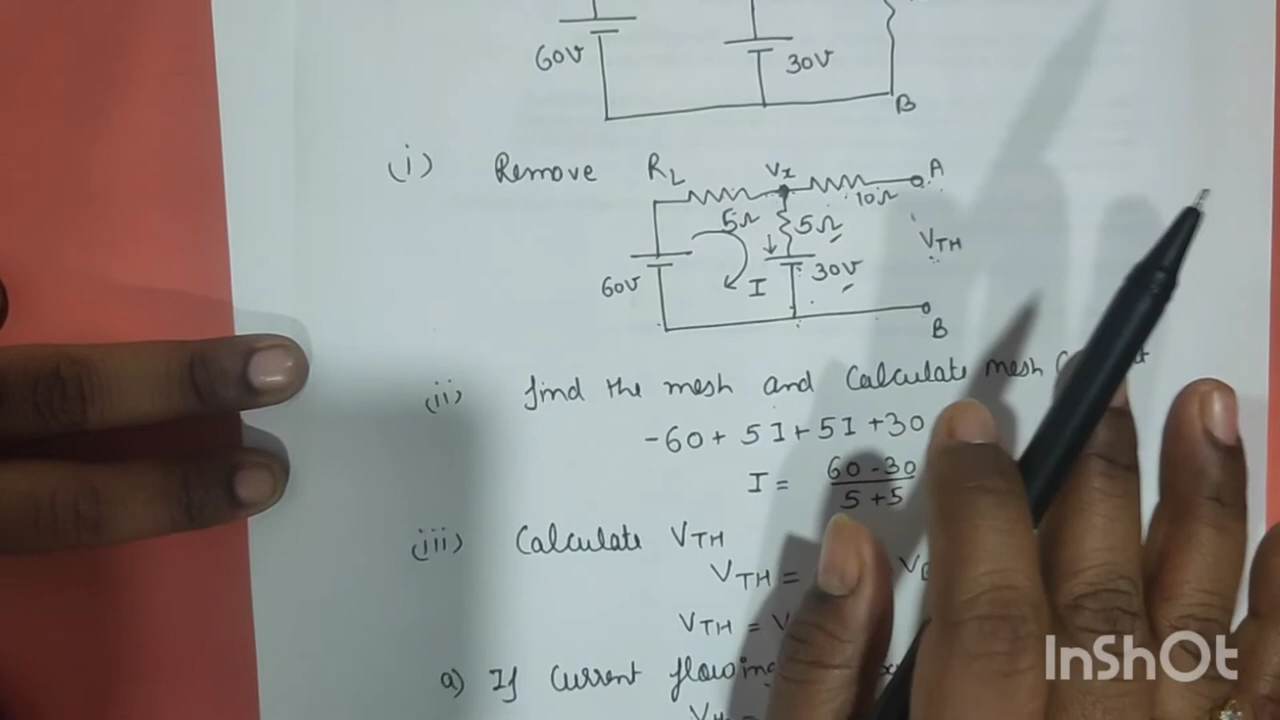 60V
30V
B
(i) Remove RL
Vx
A
5Ω
10Ω
5Ω
VTH
60V
I
30V
B
(ii) find the mesh and Calculate mesh
-60 + 5I + 5I + 30
I = 60 - 30
5 + 5
(iii) Calculate VTH
VTH =
VTH = V
a) If Current flowing
InShOt